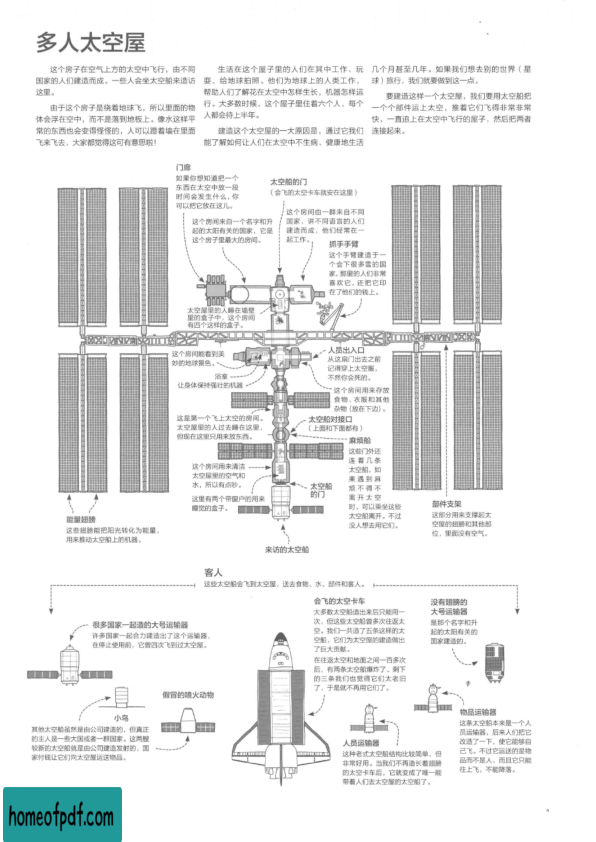 多人太空屋
这个房子在空气上方的太空中飞行，由不同
国家的人们建造而成。一些人会坐太空船来造访
这里。
由于这个房子是绕着地球飞，所以里面的物
体会浮在空中，而不是落到地板上。像水这样平
常的东西也会变得怪怪的，人可以蹬着墙在里面
飞来飞去，大家都觉得这可有意思啦！
生活在这个屋子里的人们在其中工作、玩
耍、给地球拍照。他们为地球上的人类工作，
帮助人们了解花在太空中怎样生长，机器怎样运
行。大多数时候，这个屋子里住着六个人，每个
人都会待上半年。
建造这个太空屋的一大原因是，通过它我们
能了解如何让人们在太空中不生病、健康地生活
几个月甚至几年。如果我们想去别的世界（星
球）旅行，我们就要做到这一点。
要建造这样一个太空屋，我们要用太空船把
一个个部件运上太空，推着它们飞得非常非常
快，一直追上在太空中飞行的屋子，然后把两者
连接起来。
门廊
如果你想知道把一个
东西在太空中放一段
时间会发生什么，你
可以把它放在这儿。
太空船的门
（会飞的太空卡车就安在这里）
这个房间来自一个名字和升
起的太阳有关的国家，它是
这个房子里最大的房间。
这个房间由一群来自不同
国家、讲不同语言的人们
建造而成，他们经常在一
起工作。
抓手手臂
这个手臂建造于一
个会下很多雪的国
家，那里的人们非常
喜欢它，还把它印
在了他们的钱上。
太空屋里的人睡在墙壁
里的盒子中，这个房间
有四个这样的盒子。
这个房间能看到美
妙的地球景色。
浴室
让身体保持强壮的机器
人员出入口
从这扇门出去之前
记得穿上太空服，
不然你会死的。
这个房间用来存放
食物、衣服和其他
杂物（放在下边）。
这是第一个飞上太空的房间。
太空屋里的人过去睡在这里，
但现在这里只用来放东西。
太空船对接口
（上面和下面都有）
麻烦船
这些门外还
连着几条
太空船，如
果遇到麻
烦不得不
离开太空
时，可以乘坐这些
太空船离开。不过
没人想去用它们。
这个房间用来清洁
太空屋里的空气和
水，所以有点吵。
这里有两个带窗户的用来
睡觉的盒子。
太空船
的门
能量翅膀
这些翅膀能把阳光转化为能量，
用来推动太空船上的机器。
部件支架
这部分用来支撑起太
空屋的翅膀和其他部
位，里面没有空气。
来访的太空船
客人
这些太空船会飞到太空屋，送去食物、水、部件和客人。
很多国家一起造的大号运输器
许多国家一起合力建造出了这个运输器，
在停止使用前，它曾四次飞到过太空屋。
小鸟
假冒的喷火动物
其他太空船虽然是由公司建造的，但真正
的主人是一些大国或者一群国家。这两艘
较新的太空船就是由公司建造发射的，国
家付钱让它们向太空屋运送物品。
会飞的太空卡车
大多数太空船造出来后只能用一
次，但这些太空船曾多次往返太
空。我们一共造了五条这样的太
空船，它们为太空屋的建造做出
了巨大贡献。
在往返太空和地面之间一百多次
后，有两条太空船爆炸了。剩下
的三条我们也觉得它们太老旧
了，于是就不再用它们了。
人员运输器
这种老式太空船结构比较简单，但
非常好用。当我们不再造长着翅膀
的太空卡车后，它就变成了唯一能
带着人们去太空屋的太空船了。
没有翅膀的
大号运输器
是那个名字和升
起的太阳有关的
国家建造的。
物品运输器
这条太空船本来是一个人
员运输器，后来人们把它
改造了一下，使它能够自
己飞。不过它运送的是物
品而不是人，而且它只能
往上飞，不能降落。
homeofpdf.com